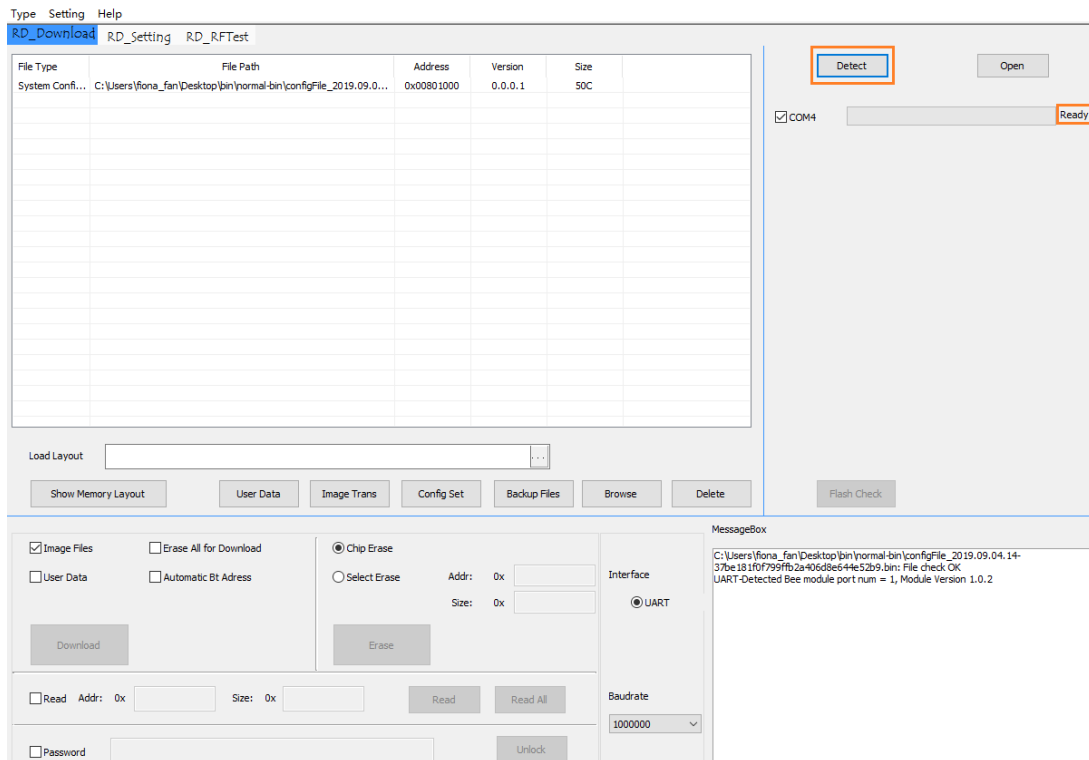 Type Setting Help
RD_Download RD_Setting RD_RFTest
File Type File Path Address Version Size
System Confi... C:\Users\fiona_fan\Desktop\bin\normal-bin\configFile_2019.09.0... 0x00801000 0.0.0.1 50C
Detect Open
COM4 Ready
Load Layout ...
Show Memory Layout User Data Image Trans Config Set Backup Files Browse Delete
Flash Check
Image Files Erase All for Download
User Data Automatic Bt Adress
Download
Chip Erase
Select Erase Addr: 0x
Size: 0x
Erase
Read Addr: 0x Size: 0x Read Read All
Password Unlock
Interface
UART
Baudrate
1000000
MessageBox
C:\Users\fiona_fan\Desktop\bin\normal-bin\configFile_2019.09.04.14-
37be181f0f799ffb2a406d8e644e52b9.bin: File check OK
UART-Detected Bee module port num = 1, Module Version 1.0.2